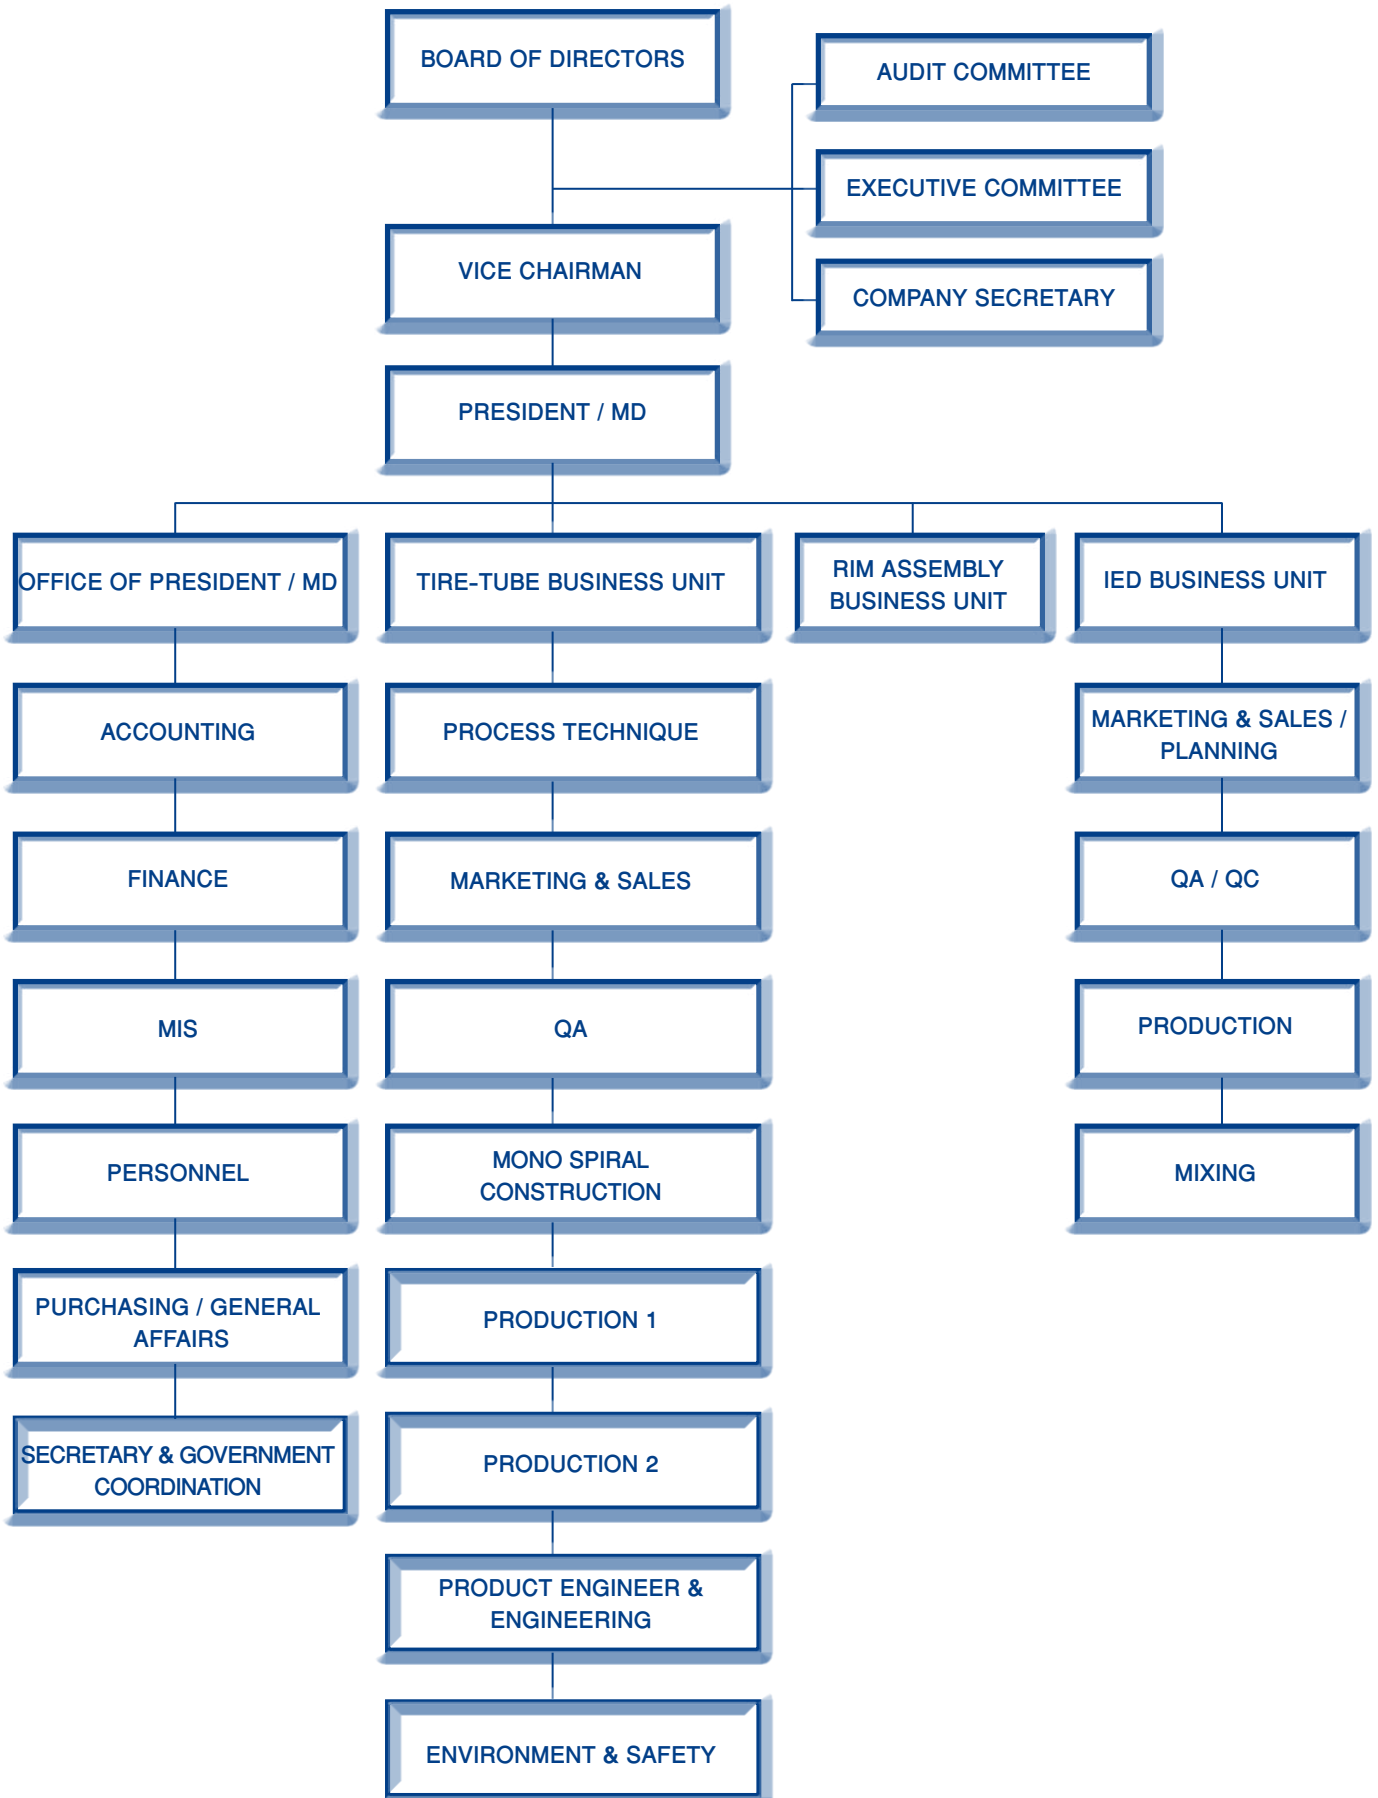 BOARD OF DIRECTORS
AUDIT COMMITTEE
EXECUTIVE COMMITTEE
VICE CHAIRMAN
COMPANY SECRETARY
PRESIDENT / MD
OFFICE OF PRESIDENT / MD
TIRE-TUBE BUSINESS UNIT
RIM ASSEMBLY
BUSINESS UNIT
IED BUSINESS UNIT
ACCOUNTING
PROCESS TECHNIQUE
MARKETING & SALES /
PLANNING
FINANCE
MARKETING & SALES
QA / QC
MIS
QA
PRODUCTION
PERSONNEL
MONO SPIRAL
CONSTRUCTION
MIXING
PURCHASING / GENERAL
AFFAIRS
PRODUCTION 1
SECRETARY & GOVERNMENT
COORDINATION
PRODUCTION 2
PRODUCT ENGINEER &
ENGINEERING
ENVIRONMENT & SAFETY